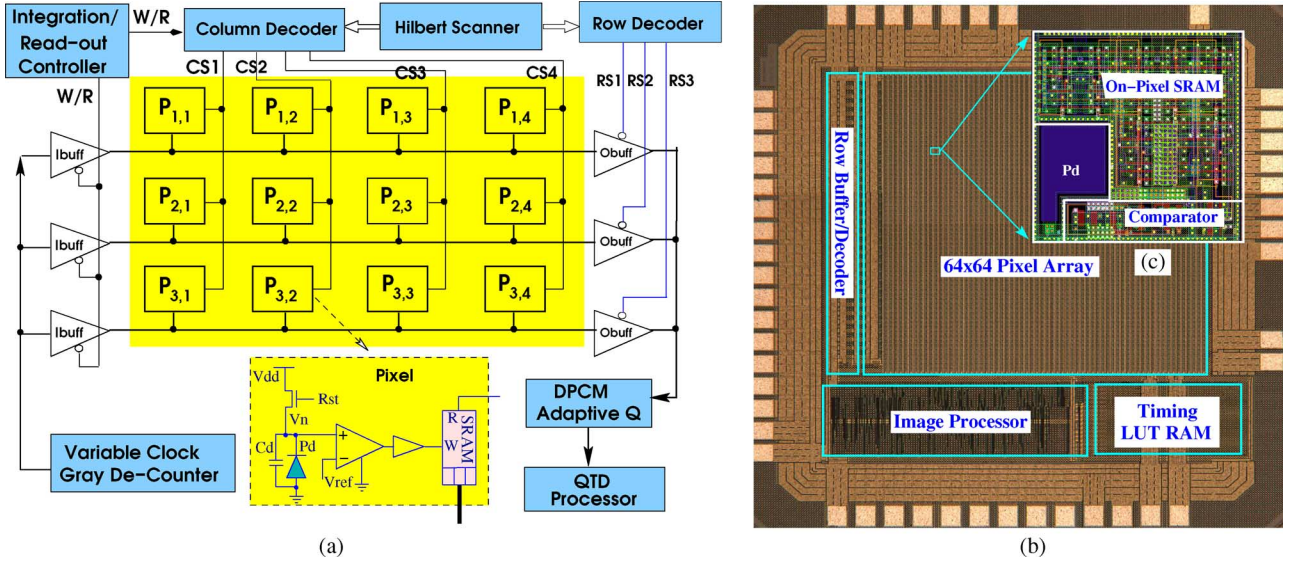 Integration/
Read-out
Controller
W/R
Column Decoder
Hilbert Scanner
Row Decoder
CS1
CS2
CS3
CS4
RS1
RS2
RS3
W/R
P1,1
P1,2
P1,3
P1,4
Ibuff
Obuff
P2,1
P2,2
P2,3
P2,4
Ibuff
Obuff
P3,1
P3,2
P3,3
P3,4
Ibuff
Obuff
Pixel
Vdd
Rst
Vn
Cd
Pd
+
−
Vref
R
W
SRAM
DPCM
Adaptive Q
QTD
Processor
Variable Clock
Gray De-Counter
(a)
Row Buffer/Decoder
On-Pixel SRAM
Pd
Comparator
(c)
64x64 Pixel Array
Image Processor
Timing
LUT RAM
(b)